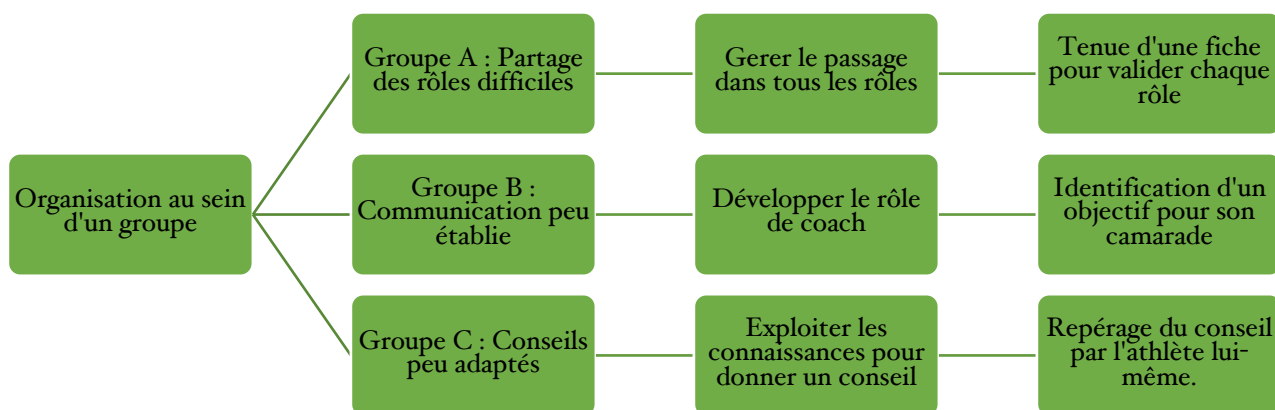 Organisation au sein
d'un groupe
Groupe A : Partage
des rôles difficiles
Gerer le passage
dans tous les rôles
Tenue d'une fiche
pour valider chaque
rôle
Groupe B :
Communication peu
établie
Développer le rôle
de coach
Identification d'un
objectif pour son
camarade
Groupe C : Conseils
peu adaptés
Exploiter les
connaissances pour
donner un conseil
Repérage du conseil
par l'athlète lui-
même.